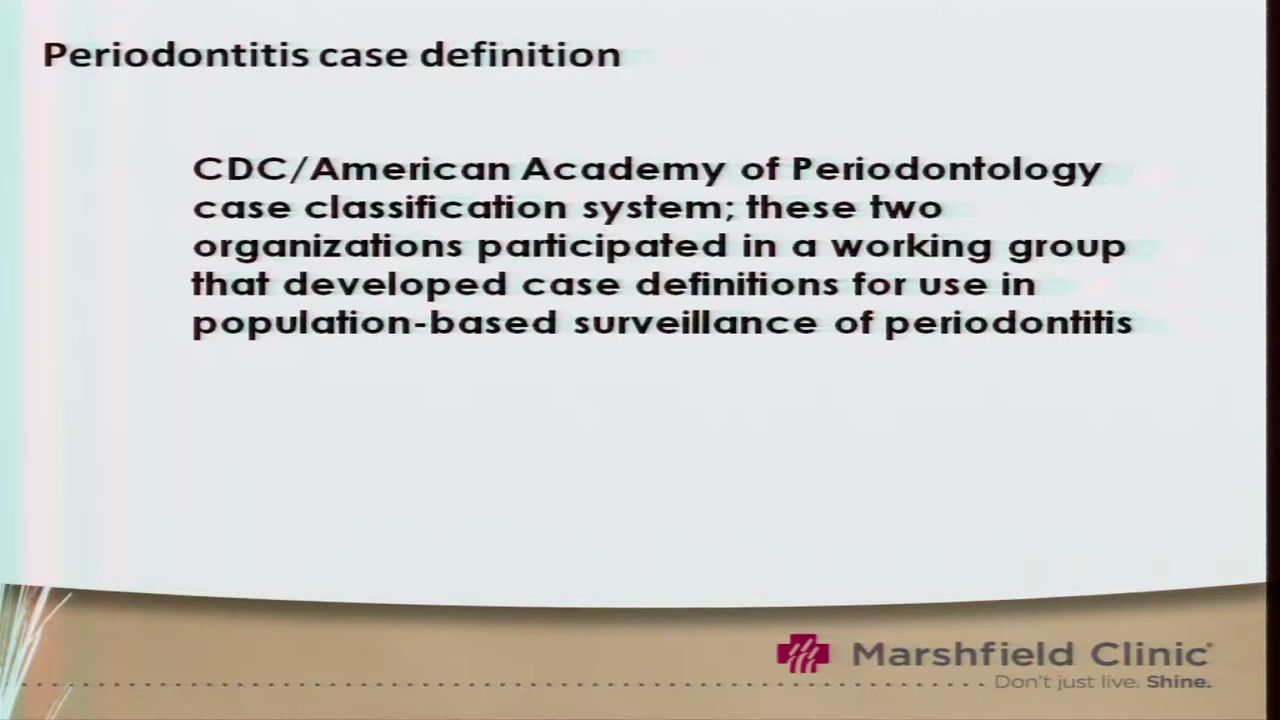 Periodontitis case definition
CDC/American Academy of Periodontology
case classification system; these two
organizations participated in a working group
that developed case definitions for use in
population-based surveillance of periodontitis
Marshfield Clinic®
Don't just live. Shine.